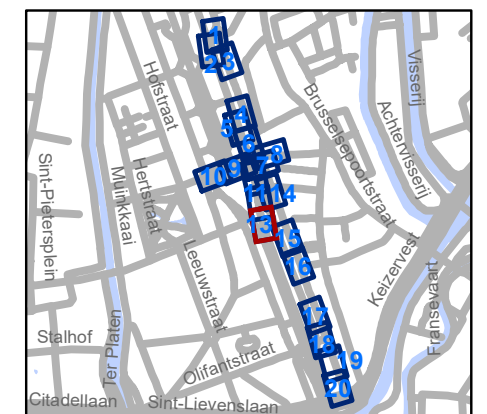 1
2
3
4
5
6
7
8
9
10
11
14
13
15
16
17
18
19
20
Hofstraat
Visserij
Achtervisserij
Brusselsepoortstraat
Sint-Pietersplein
Muinkkaai
Hertstraat
Leeuwstraat
Keizervest
Fransevaart
Stalhof
Ter Platen
Olifantstraat
Citadellaan
Sint-Lievenslaan